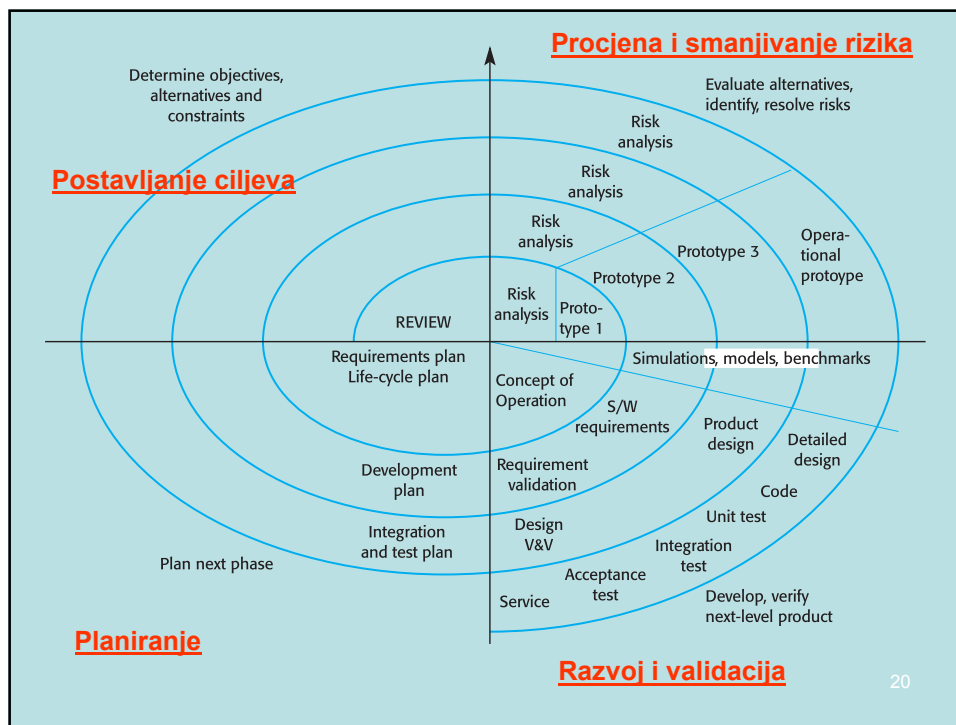 Procjena i smanjivanje rizika
Determine objectives,
alternatives and
constraints
Evaluate alternatives,
identify, resolve risks
Postavljanje ciljeva
Risk
analysis
Risk
analysis
Risk
analysis
Risk
analysis
Proto-
type 1
Prototype 2
Prototype 3
Opera-
tional
protoype
REVIEW
Requirements plan
Life-cycle plan
Simulations, models, benchmarks
Concept of
Operation
S/W
requirements
Product
design
Detailed
design
Development
plan
Requirement
validation
Code
Unit test
Integration
and test plan
Design
V&V
Integration
test
Plan next phase
Acceptance
test
Service
Develop, verify
next-level product
Planiranje
Razvoj i validacija
20